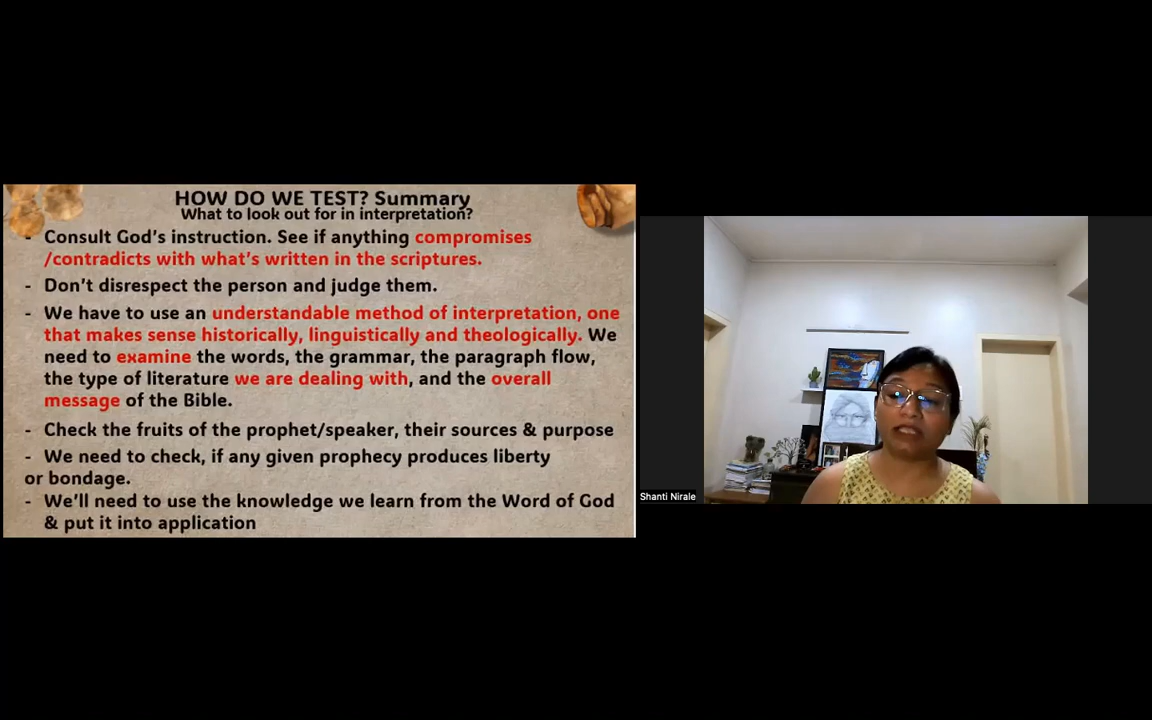 HOW DO WE TEST? Summary
What to look out for in interpretation?
- Consult God's instruction. See if anything compromises
/contradicts with what's written in the scriptures.
- Don't disrespect the person and judge them.
- We have to use an understandable method of interpretation, one
that makes sense historically, linguistically and theologically. We
need to examine the words, the grammar, the paragraph flow,
the type of literature we are dealing with, and the overall
message of the Bible.
- Check the fruits of the prophet/speaker, their sources & purpose
- We need to check, if any given prophecy produces liberty
or bondage.
- We'll need to use the knowledge we learn from the Word of God
& put it into application
Shanti Nirale